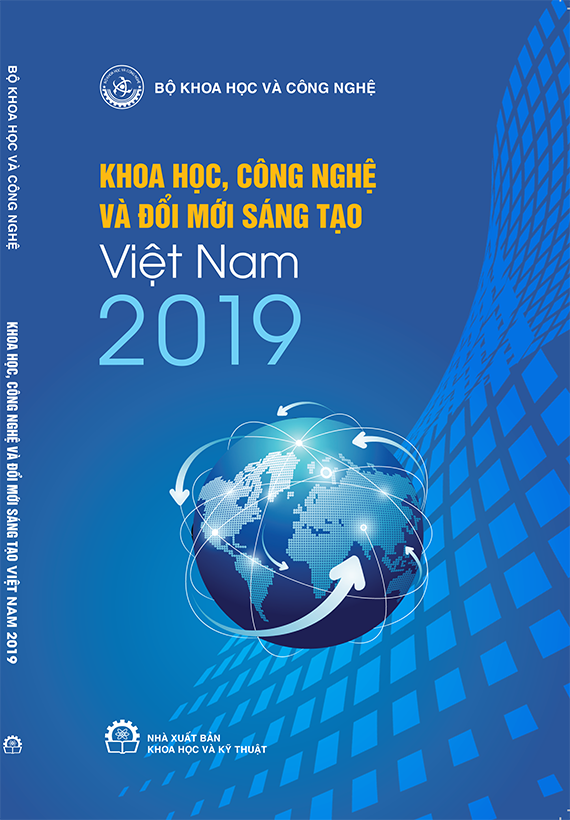 BỘ KHOA HỌC VÀ CÔNG NGHỆ
KHOA HỌC, CÔNG NGHỆ
VÀ ĐỔI MỚI SÁNG TẠO
Việt Nam
2019
NHÀ XUẤT BẢN
KHOA HỌC VÀ KỸ THUẬT
BỘ KHOA HỌC VÀ CÔNG NGHỆ
KHOA HỌC, CÔNG NGHỆ VÀ ĐỔI MỚI SÁNG TẠO VIỆT NAM 2019